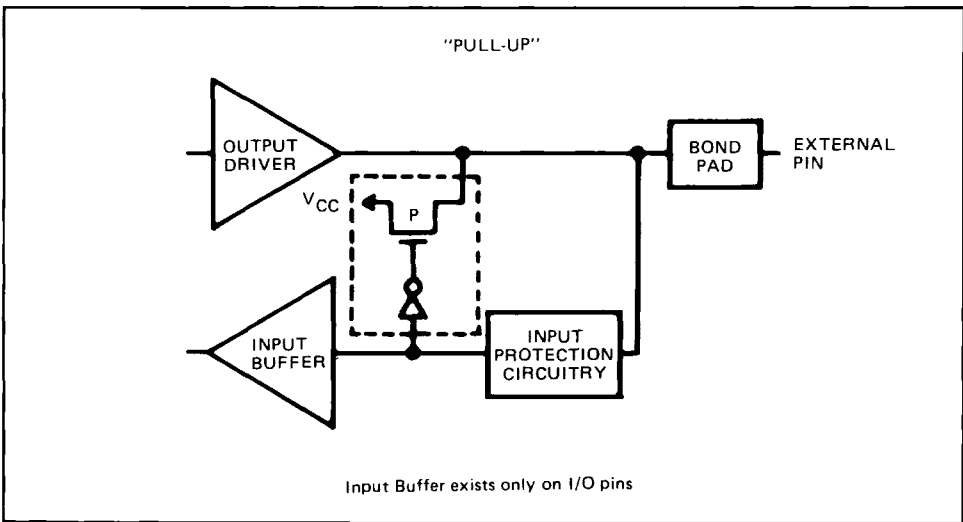 "PULL-UP"
OUTPUT
DRIVER
BOND
PAD
EXTERNAL
PIN
VCC
P
INPUT
BUFFER
INPUT
PROTECTION
CIRCUITRY
Input Buffer exists only on I/O pins